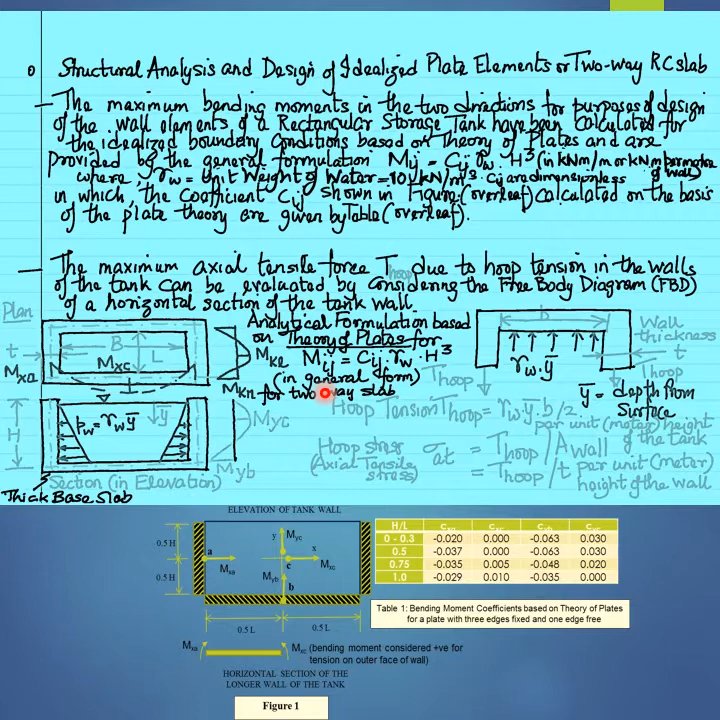 o Structural Analysis and Design of Idealized Plate Elements or Two-way RC slab
– The maximum bending moments in the two directions for purposes of design
of the wall elements of a Rectangular Storage Tank have been calculated for
the idealized boundary conditions based on Theory of Plates and are
provided by the general formulation Mij = Cij γw · H³ (in kNm/m or kNm per metre of wall)
where, γw = Unit Weight of Water = 10 kN/m³. Cij are dimensionless
in which, the coefficient Cij shown in Figure (overleaf) calculated on the basis
of the plate theory are given by Table (overleaf).
– The maximum axial tensile force Thoop due to hoop tension in the walls
of the tank can be evaluated by considering the Free Body Diagram (FBD)
of a horizontal section of the tank wall.
Plan
t
B
L
Mxa
Mxc
Analytical Formulation based
on Theory of Plates for
Mij = Cij γw · H³
(in general form)
for two way slab
b
γw·y̅
Wall
thickness
t
Thoop
Thoop
y̅ = depth from
Surface
H
Pw = γw y̅
y̅
Myc
Myb
Section (in Elevation)
Thick Base Slab
Hoop Tension Thoop = γw y̅ · b/2
per unit (meter) height
of the tank
Hoop stress σat = Thoop / A wall
(Axial Tensile stress) = Thoop / t per unit (meter)
height of the wall
ELEVATION OF TANK WALL
0.5 H
0.5 H
a
Mxa
y
Myc
x
c
Mxc
Myb
b
0.5 L
0.5 L
Mxa
Mxc (bending moment considered +ve for
tension on outer face of wall)
HORIZONTAL SECTION OF THE
LONGER WALL OF THE TANK
Figure 1
H/L Cxa Cxc Cyb Cyc
0 - 0.3 -0.020 0.000 -0.063 0.030
0.5 -0.037 0.000 -0.063 0.030
0.75 -0.035 0.005 -0.048 0.020
1.0 -0.029 0.010 -0.035 0.000
Table 1: Bending Moment Coefficients based on Theory of Plates
for a plate with three edges fixed and one edge free